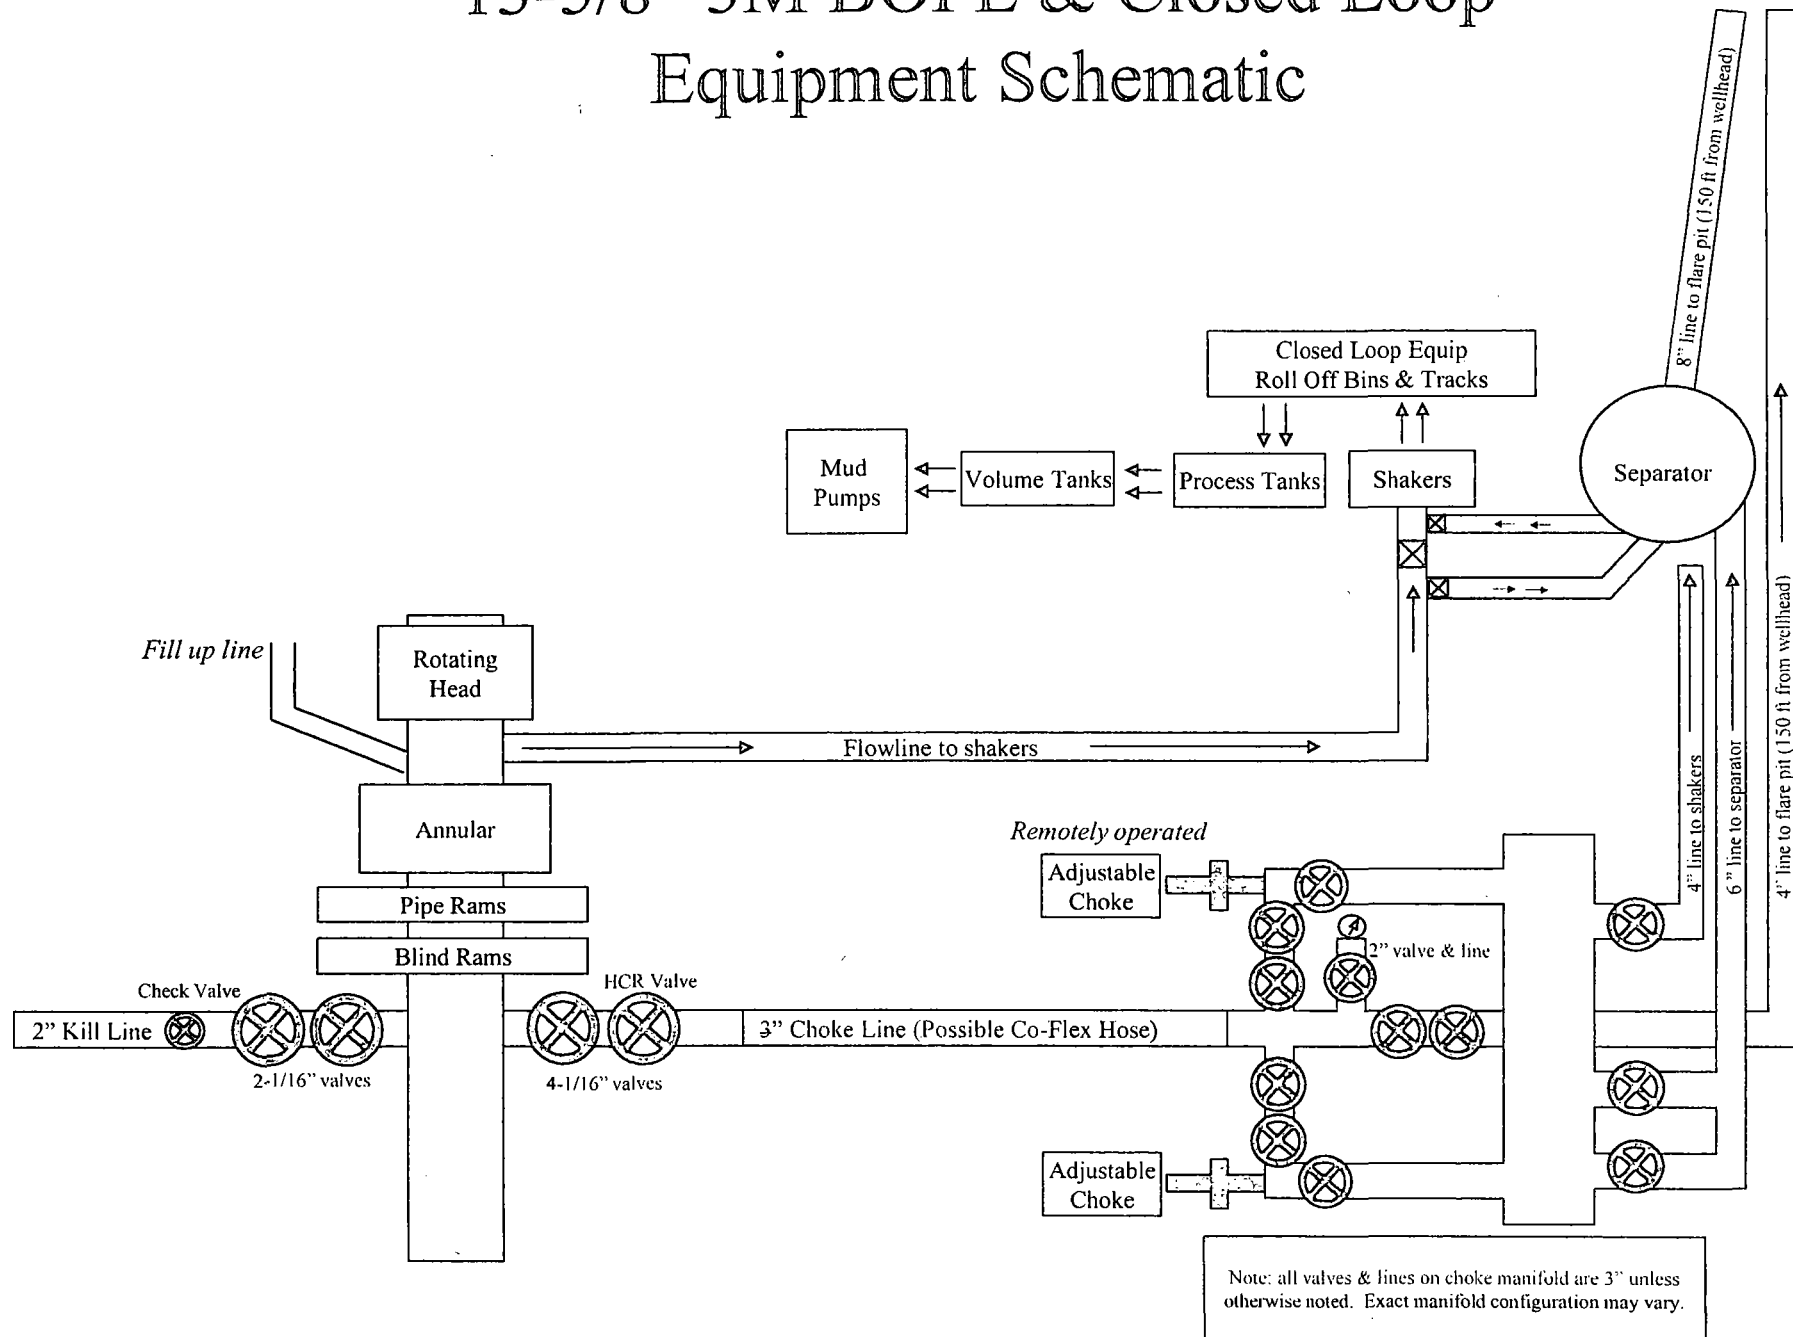 Equipment Schematic
8" line to flare pit (150 ft from wellhead)
Closed Loop Equip
Roll Off Bins & Tracks
Mud
Pumps
Volume Tanks
Process Tanks
Shakers
Separator
Fill up line
Rotating
Head
Flowline to shakers
4" line to shakers
6" line to separator
4" line to flare pit (150 ft from wellhead)
Annular
Remotely operated
Adjustable
Choke
Pipe Rams
Blind Rams
2" valve & line
Check Valve
HCR Valve
2" Kill Line
3" Choke Line (Possible Co-Flex Hose)
2-1/16" valves
4-1/16" valves
Adjustable
Choke
Note: all valves & lines on choke manifold are 3" unless
otherwise noted. Exact manifold configuration may vary.